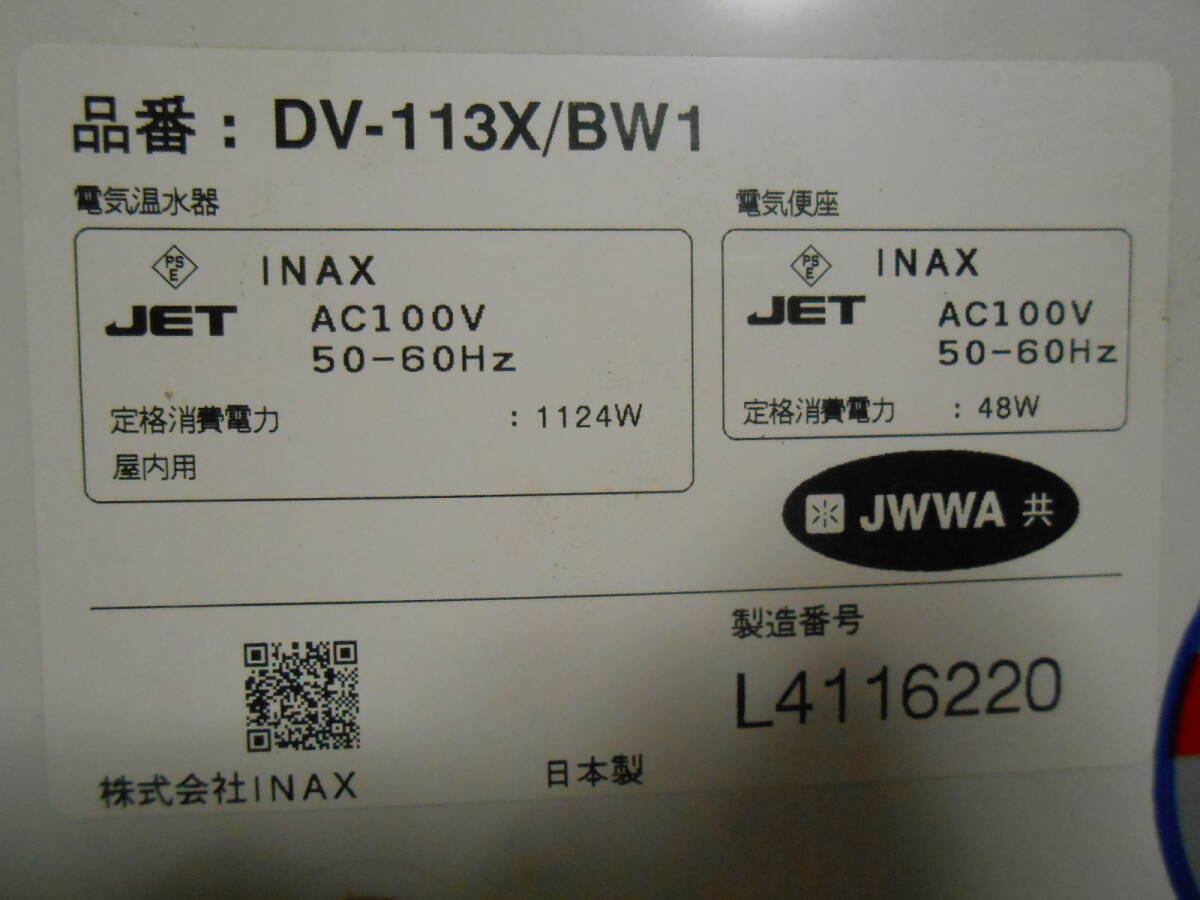 品番：DV-113X/BW1
電気温水器
PS
E
INAX
JET
AC100V
50-60Hz
定格消費電力 : 1124W
屋内用
電気便座
PS
E
INAX
JET
AC100V
50-60Hz
定格消費電力 : 48W
JWWA 共
製造番号
L4116220
株式会社INAX
日本製